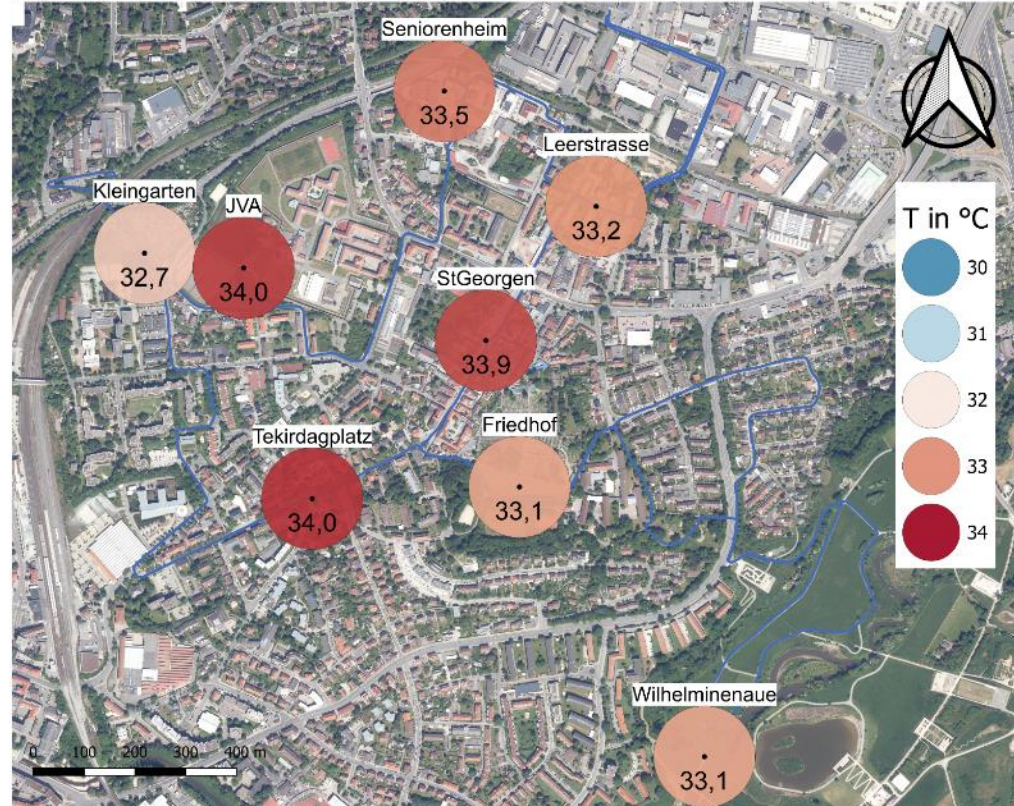 Seniorenheim
33,5
Leerstrasse
33,2
Kleingarten
32,7
JVA
34,0
StGeorgen
33,9
Tekirdagplatz
34,0
Friedhof
33,1
Wilhelminenaue
33,1
T in °C
30
31
32
33
34
0 100 200 300 400 m